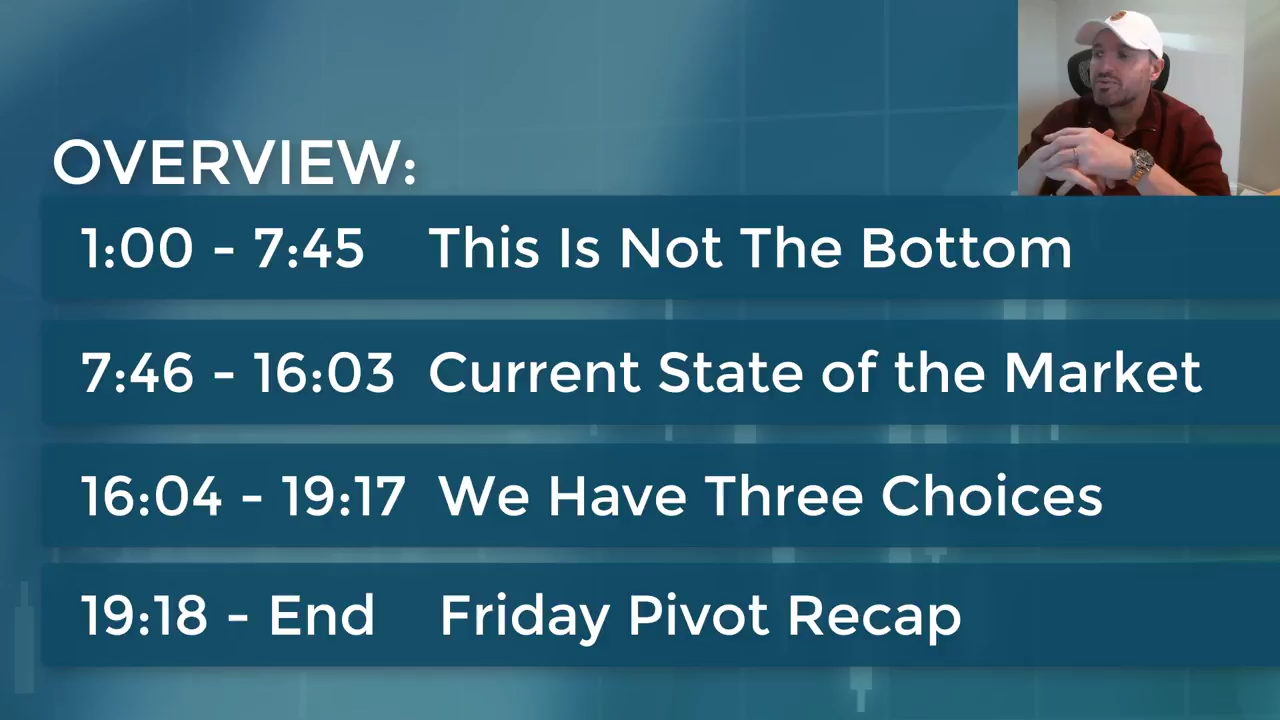 OVERVIEW:
1:00 - 7:45 This Is Not The Bottom
7:46 - 16:03 Current State of the Market
16:04 - 19:17 We Have Three Choices
19:18 - End Friday Pivot Recap